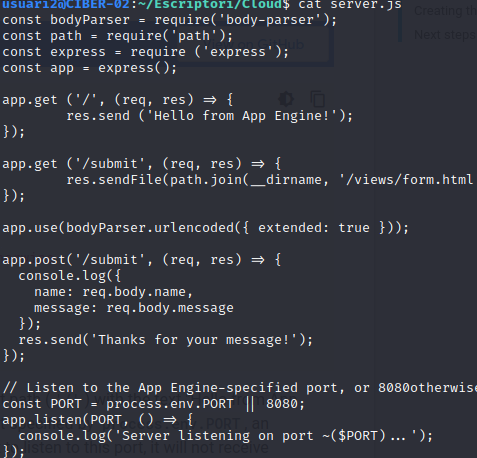 usuari2@CIBER-02:~/Escriptori/Cloud$ cat server.js
const bodyParser = require('body-parser');
const path = require('path');
const express = require ('express');
const app = express();
app.get ('/', (req, res) => {
res.send ('Hello from App Engine!');
});
app.get ('/submit', (req, res) => {
res.sendFile(path.join(__dirname, '/views/form.html
});
app.use(bodyParser.urlencoded({ extended: true }));
app.post('/submit', (req, res) => {
console.log({
name: req.body.name,
message: req.body.message
});
res.send('Thanks for your message!');
});
// Listen to the App Engine-specified port, or 8080otherwise
const PORT = process.env.PORT || 8080;
app.listen(PORT, () => {
console.log('Server listening on port ~($PORT)...');
});
Creating th
Next steps